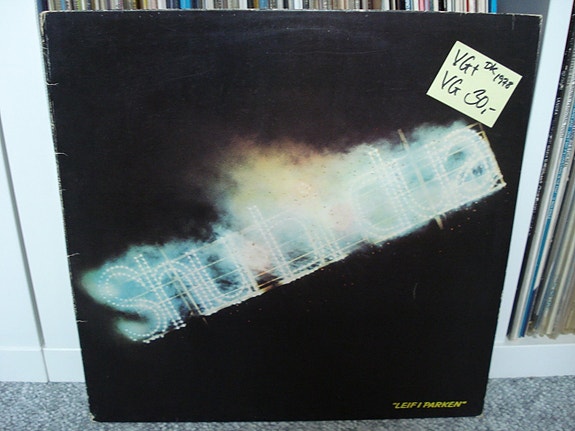 VG+ DK 1978
VG 30,-
Shu-bi-dua
"LEIF I PARKEN"